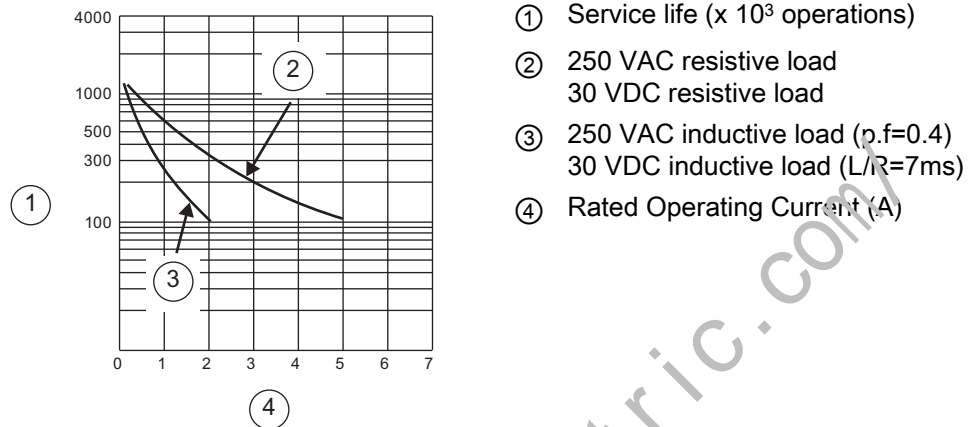 4000
1000
500
300
100
0 1 2 3 4 5 6 7
①
②
③
④
① Service life (x 10³ operations)
② 250 VAC resistive load
30 VDC resistive load
③ 250 VAC inductive load (p.f=0.4)
30 VDC inductive load (L/R=7ms)
④ Rated Operating Current (A)
tric.com/